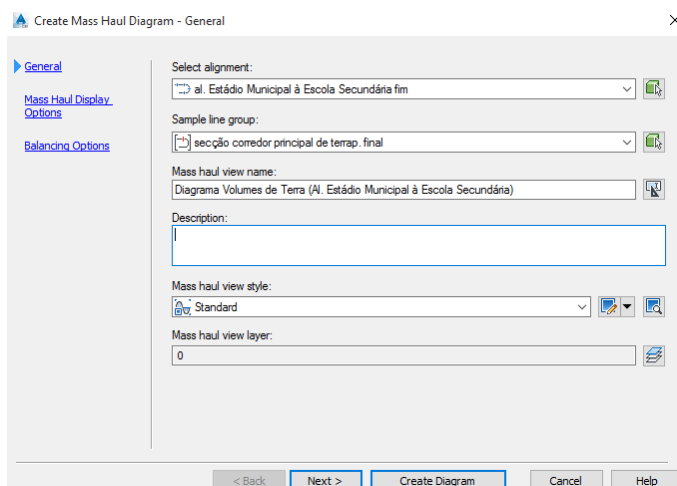 Create Mass Haul Diagram - General
General
Mass Haul Display
Options
Balancing Options
Select alignment:
al. Estádio Municipal à Escola Secundária fim
Sample line group:
secção corredor principal de terrap. final
Mass haul view name:
Diagrama Volumes de Terra (Al. Estádio Municipal à Escola Secundária)
Description:
Mass haul view style:
Standard
Mass haul view layer:
0
< Back
Next >
Create Diagram
Cancel
Help